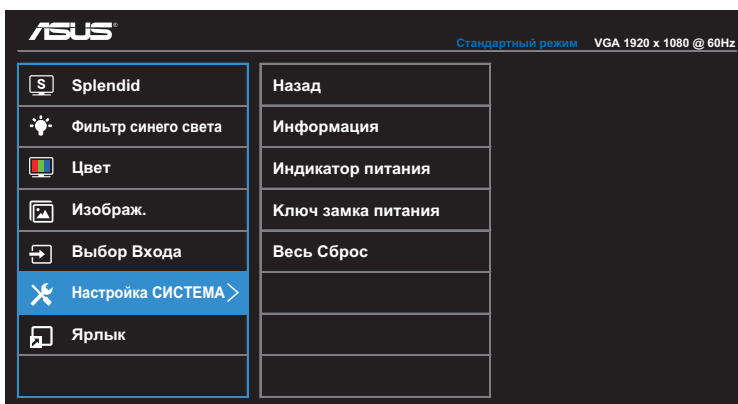 ASUS
Стандартный режим VGA 1920 x 1080 @ 60Hz
S Splendid
Фильтр синего света
Цвет
Изображ.
Выбор Входа
Настройка СИСТЕМА
Ярлык
Назад
Информация
Индикатор питания
Ключ замка питания
Весь Сброс